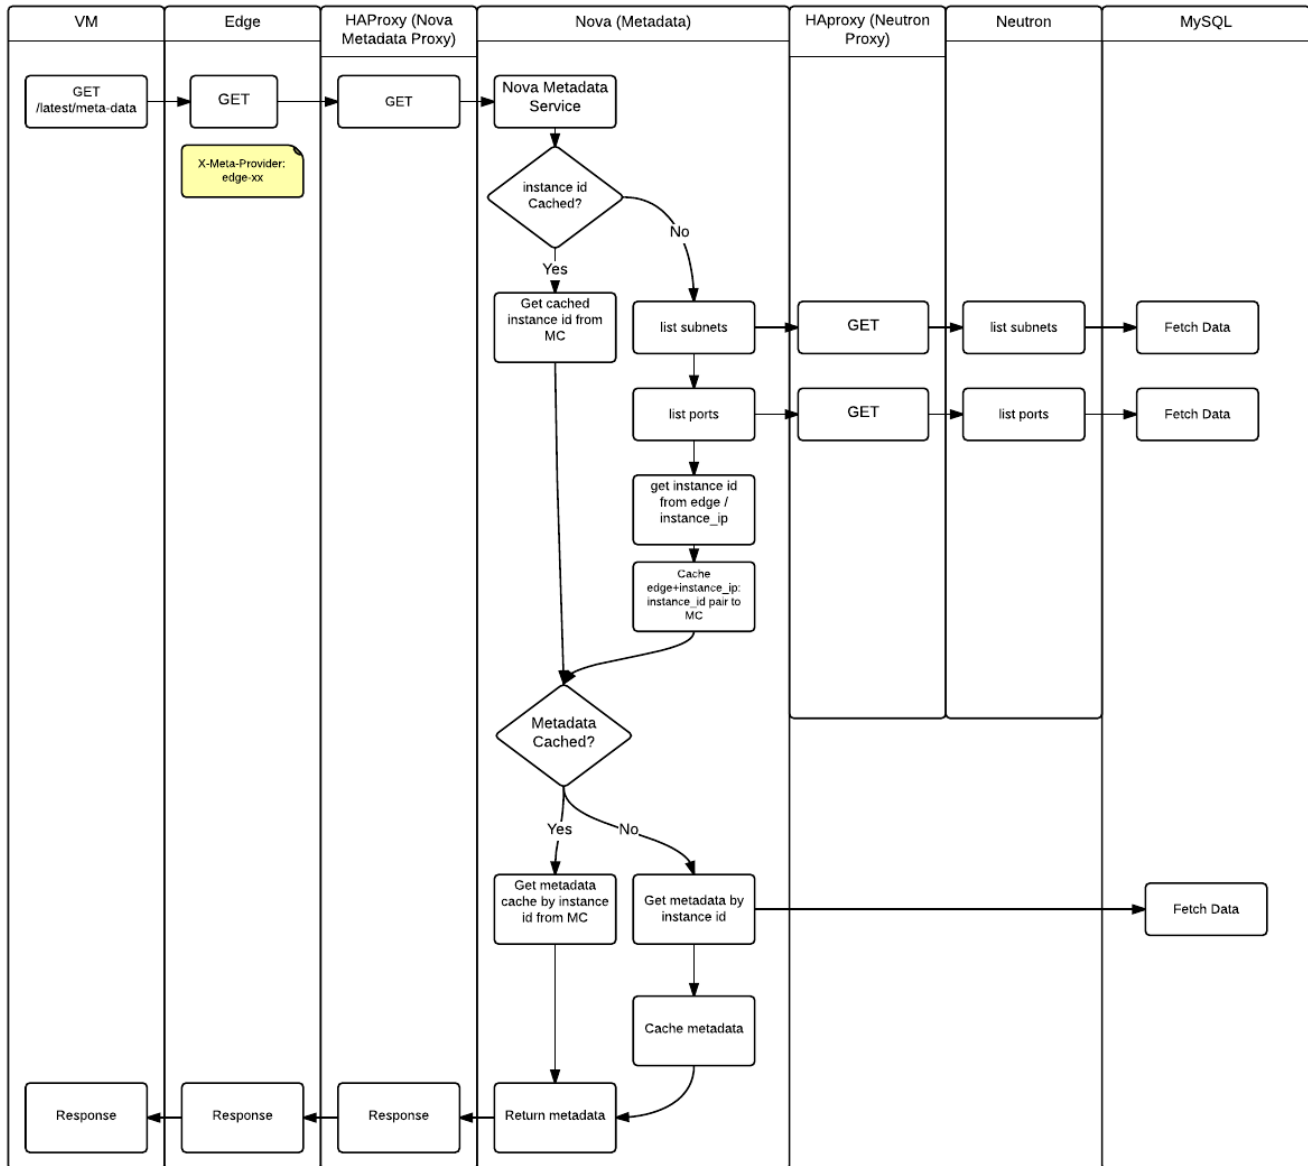 VM
Edge
HAProxy (Nova
Metadata Proxy)
Nova (Metadata)
HAproxy (Neutron
Proxy)
Neutron
MySQL
GET
/latest/meta-data
GET
GET
Nova Metadata
Service
X-Meta-Provider:
edge-xx
instance id
Cached?
No
Yes
Get cached
instance id from
MC
list subnets
GET
list subnets
Fetch Data
list ports
GET
list ports
Fetch Data
get instance id
from edge /
instance_ip
Cache
edge+instance_ip:
instance_id pair to
MC
Metadata
Cached?
Yes
No
Get metadata
cache by instance
id from MC
Get metadata by
instance id
Fetch Data
Cache metadata
Response
Response
Response
Return metadata